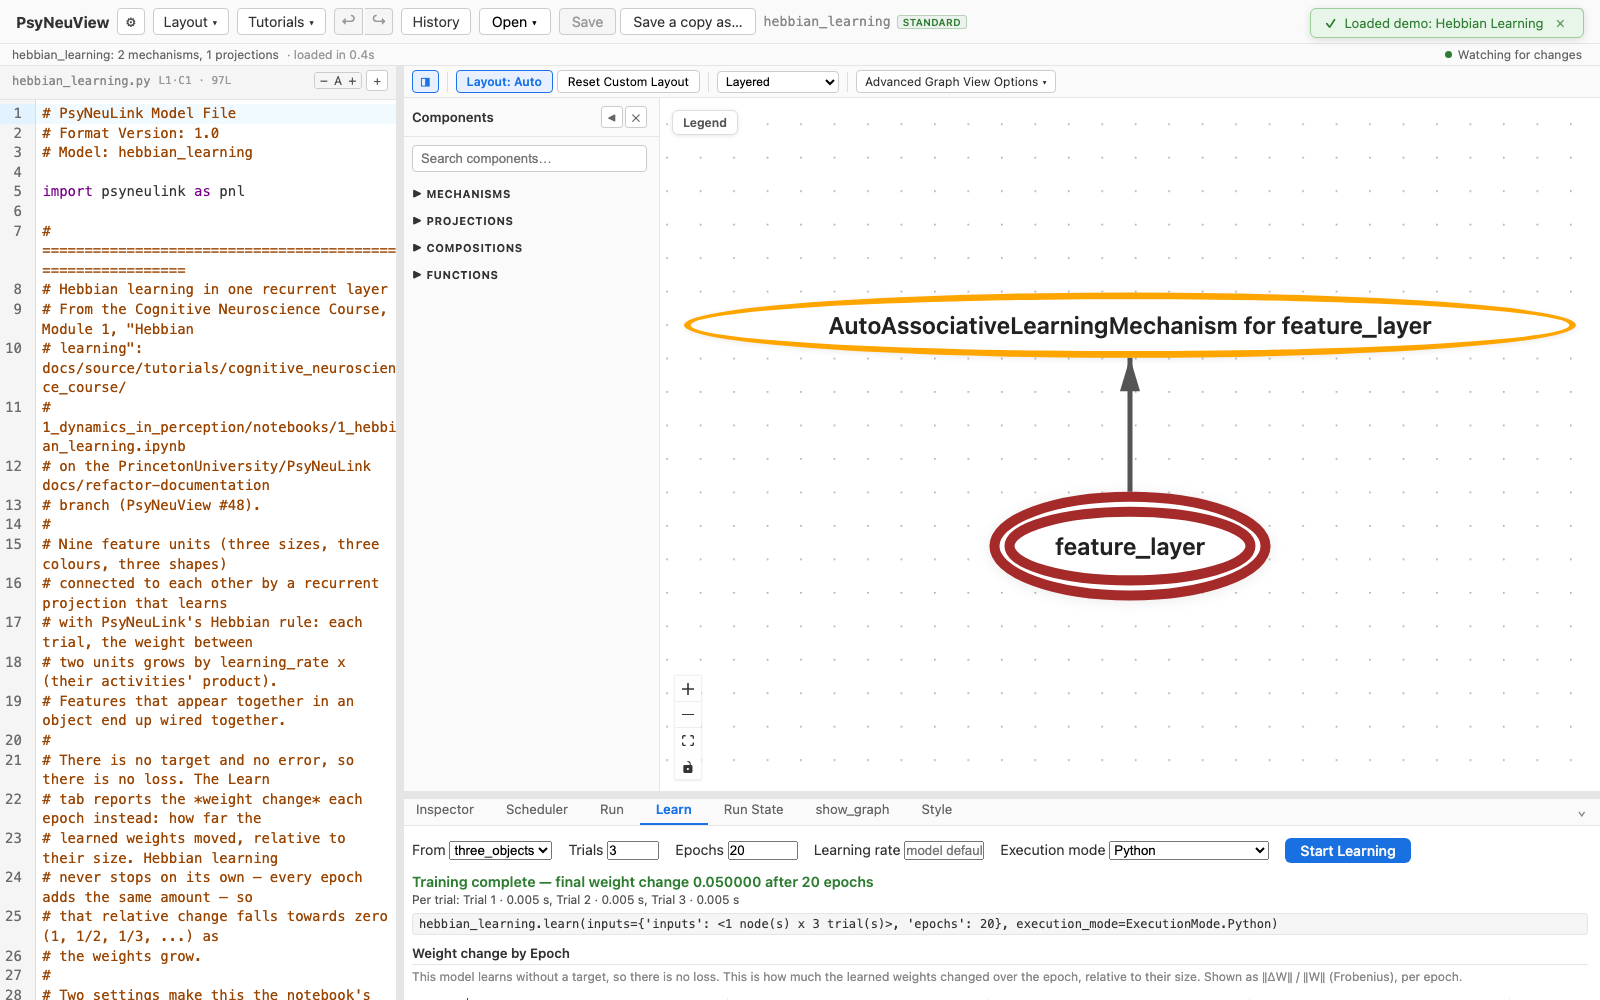 PsyNeuView ⚙ Layout ▾ Tutorials ▾ ↩ ↪ History Open ▾ Save Save a copy as... hebbian_learning STANDARD
✓ Loaded demo: Hebbian Learning ×
hebbian_learning: 2 mechanisms, 1 projections · loaded in 0.4s
Watching for changes
hebbian_learning.py L1·C1 · 97L − A + +
Layout: Auto Reset Custom Layout Layered Advanced Graph View Options ▾
1 # PsyNeuLink Model File
2 # Format Version: 1.0
3 # Model: hebbian_learning
4
5 import psyneulink as pnl
6
7 #
==========================================
=================
8 # Hebbian learning in one recurrent layer
9 # From the Cognitive Neuroscience Course,
Module 1, "Hebbian
10 # learning":
docs/source/tutorials/cognitive_neuroscien
ce_course/
11 #
1_dynamics_in_perception/notebooks/1_hebbi
an_learning.ipynb
12 # on the PrincetonUniversity/PsyNeuLink
docs/refactor-documentation
13 # branch (PsyNeuView #48).
14 #
15 # Nine feature units (three sizes, three
colours, three shapes)
16 # connected to each other by a recurrent
projection that learns
17 # with PsyNeuLink's Hebbian rule: each
trial, the weight between
18 # two units grows by learning_rate x
(their activities' product).
19 # Features that appear together in an
object end up wired together.
20 #
21 # There is no target and no error, so
there is no loss. The Learn
22 # tab reports the *weight change* each
epoch instead: how far the
23 # learned weights moved, relative to
their size. Hebbian learning
24 # never stops on its own — every epoch
adds the same amount — so
25 # that relative change falls towards zero
(1, 1/2, 1/3, ...) as
26 # the weights grow.
27 #
28 # Two settings make this the notebook's
Components ◀ ×
Search components…
▶ MECHANISMS
▶ PROJECTIONS
▶ COMPOSITIONS
▶ FUNCTIONS
Legend
AutoAssociativeLearningMechanism for feature_layer
feature_layer
Inspector Scheduler Run Learn Run State show_graph Style
From three_objects Trials 3 Epochs 20 Learning rate model defaul Execution mode Python Start Learning
Training complete — final weight change 0.050000 after 20 epochs
Per trial: Trial 1 · 0.005 s, Trial 2 · 0.005 s, Trial 3 · 0.005 s
hebbian_learning.learn(inputs={'inputs': <1 node(s) x 3 trial(s)>, 'epochs': 20}, execution_mode=ExecutionMode.Python)
Weight change by Epoch
This model learns without a target, so there is no loss. This is how much the learned weights changed over the epoch, relative to their size. Shown as ‖ΔW‖ / ‖W‖ (Frobenius), per epoch.